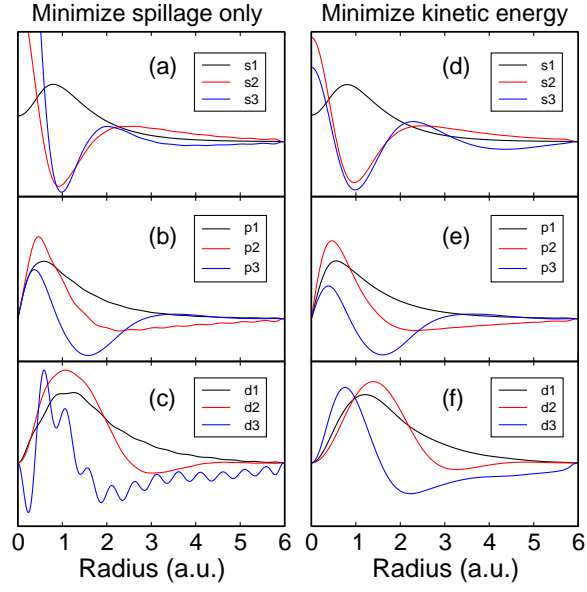 Minimize spillage only
Minimize kinetic energy
(a)
s1
s2
s3
(d)
s1
s2
s3
(b)
p1
p2
p3
(e)
p1
p2
p3
(c)
d1
d2
d3
(f)
d1
d2
d3
0 1 2 3 4 5 6
0 1 2 3 4 5 6
Radius (a.u.)
Radius (a.u.)